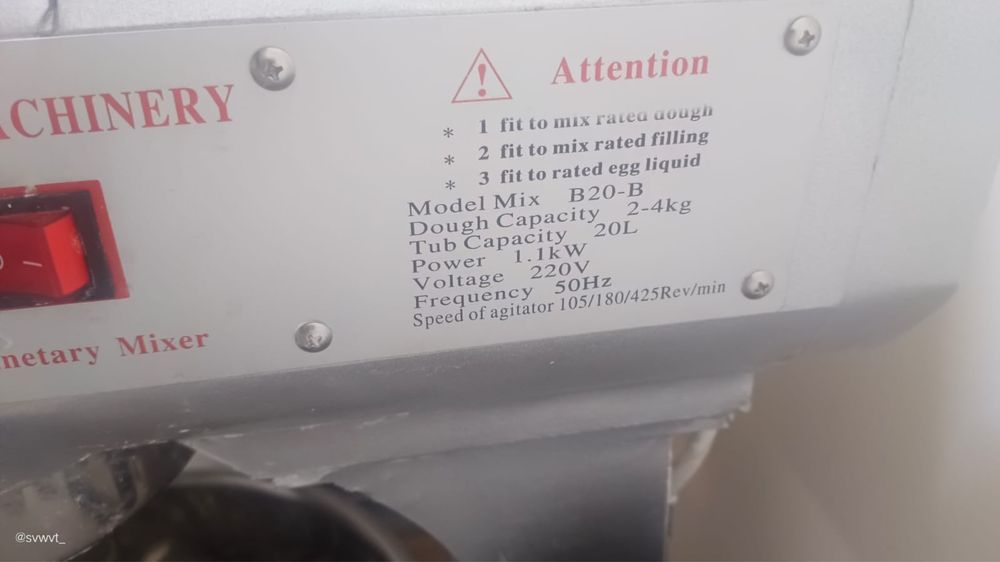 ACHINERY
netary Mixer
! Attention
* 1 fit to mix rated dough
* 2 fit to mix rated filling
* 3 fit to rated egg liquid
Model Mix B20-B
Dough Capacity 2-4kg
Tub Capacity 20L
Power 1.1kW
Voltage 220V
Frequency 50Hz
Speed of agitator 105/180/425Rev/min
@svwvt_